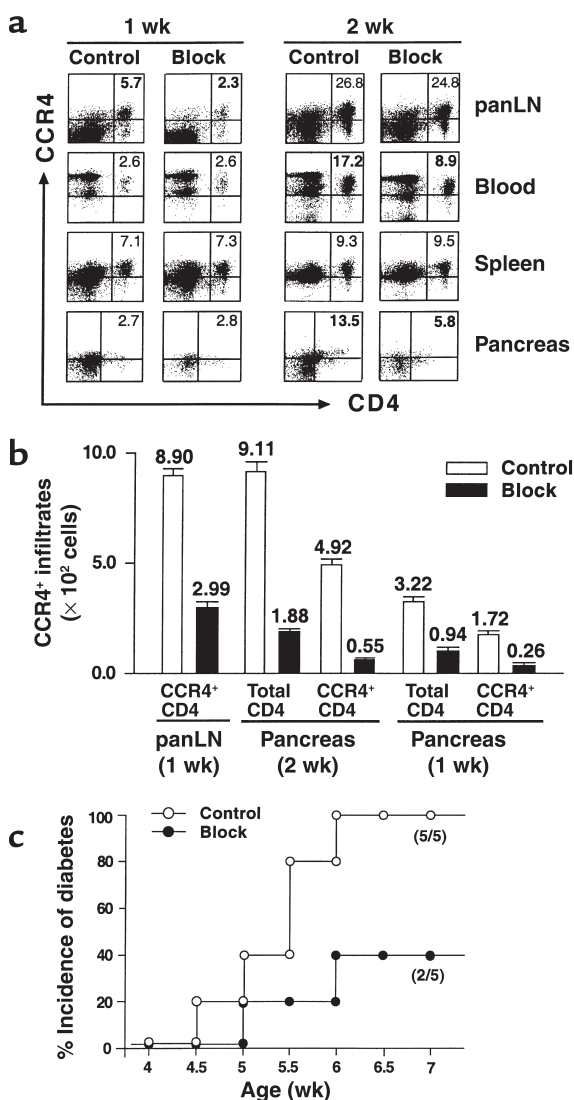 a
1 wk 2 wk
Control Block Control Block
CCR4
5.7 2.3 26.8 24.8 panLN
2.6 2.6 17.2 8.9 Blood
7.1 7.3 9.3 9.5 Spleen
2.7 2.8 13.5 5.8 Pancreas
CD4
b
CCR4⁺ infiltrates
(× 10² cells)
10.0
5.0
0.0
Control
Block
8.90 2.99 9.11 1.88 4.92 0.55 3.22 0.94 1.72 0.26
CCR4⁺ Total CCR4⁺ Total CCR4⁺
CD4 CD4 CD4 CD4 CD4
panLN Pancreas Pancreas
(1 wk) (2 wk) (1 wk)
c
% Incidence of diabetes
Control
Block
100
80
60
40
20
0
(5/5)
(2/5)
4 4.5 5 5.5 6 6.5 7
Age (wk)